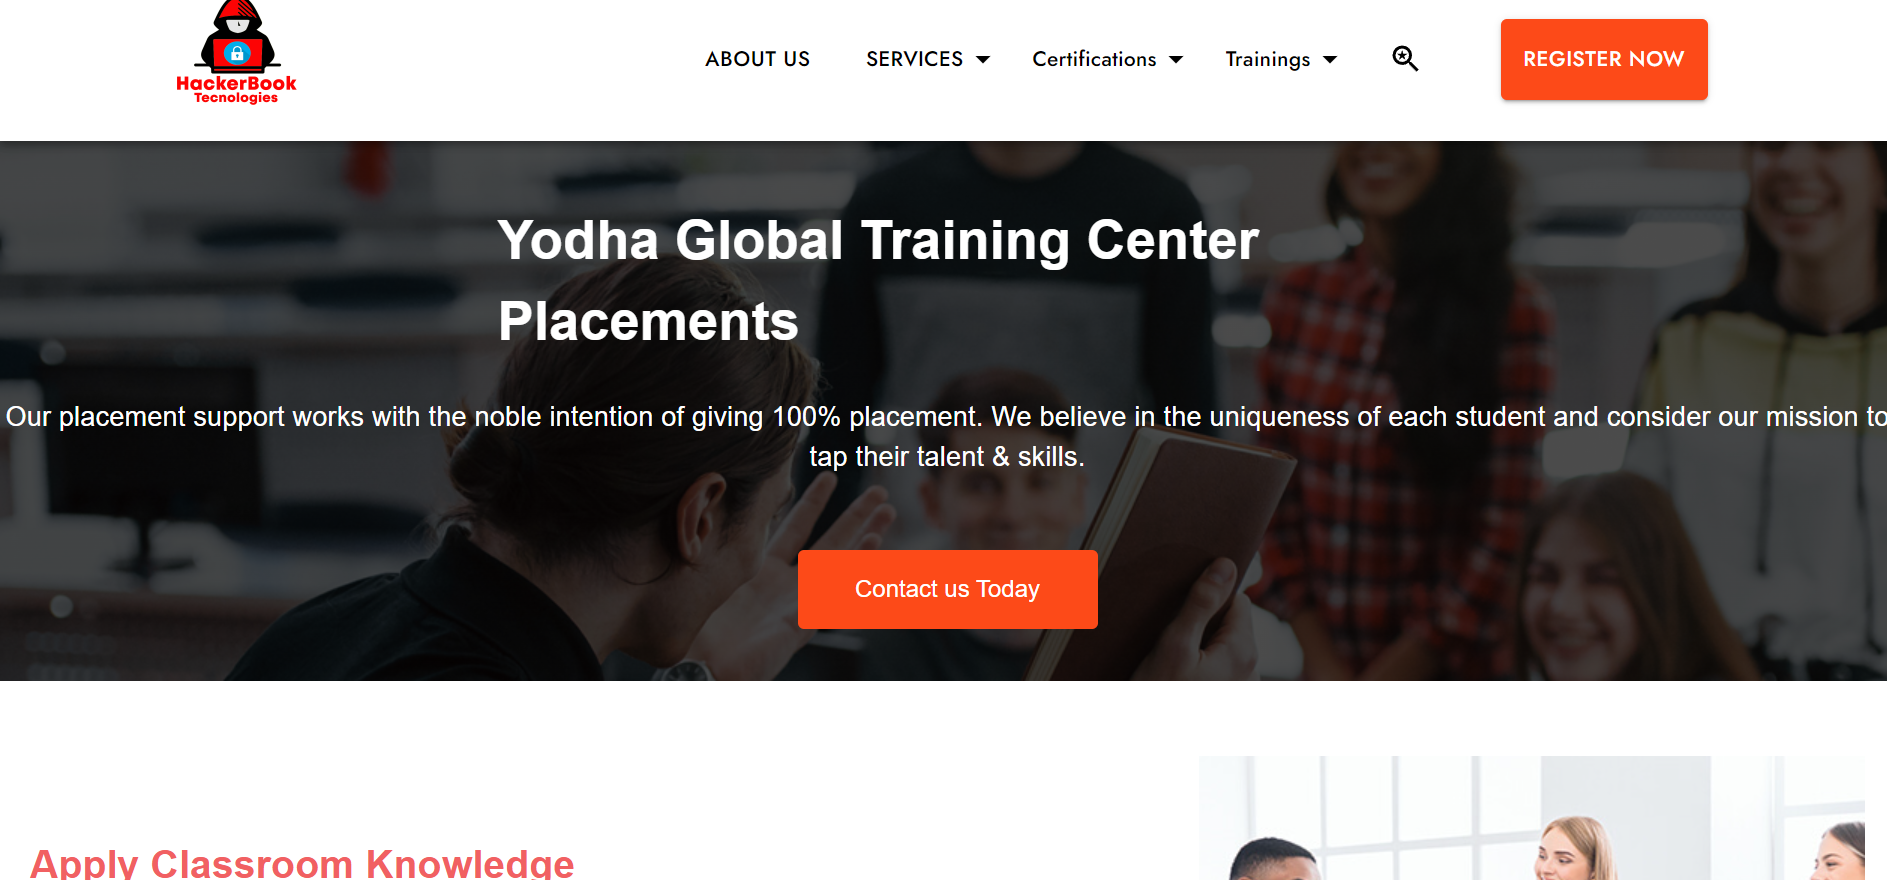 HackerBook
Tecnologies
ABOUT US
SERVICES
Certifications
Trainings
REGISTER NOW
Yodha Global Training Center
Placements
Our placement support works with the noble intention of giving 100% placement. We believe in the uniqueness of each student and consider our mission to
tap their talent & skills.
Contact us Today
Apply Classroom Knowledge